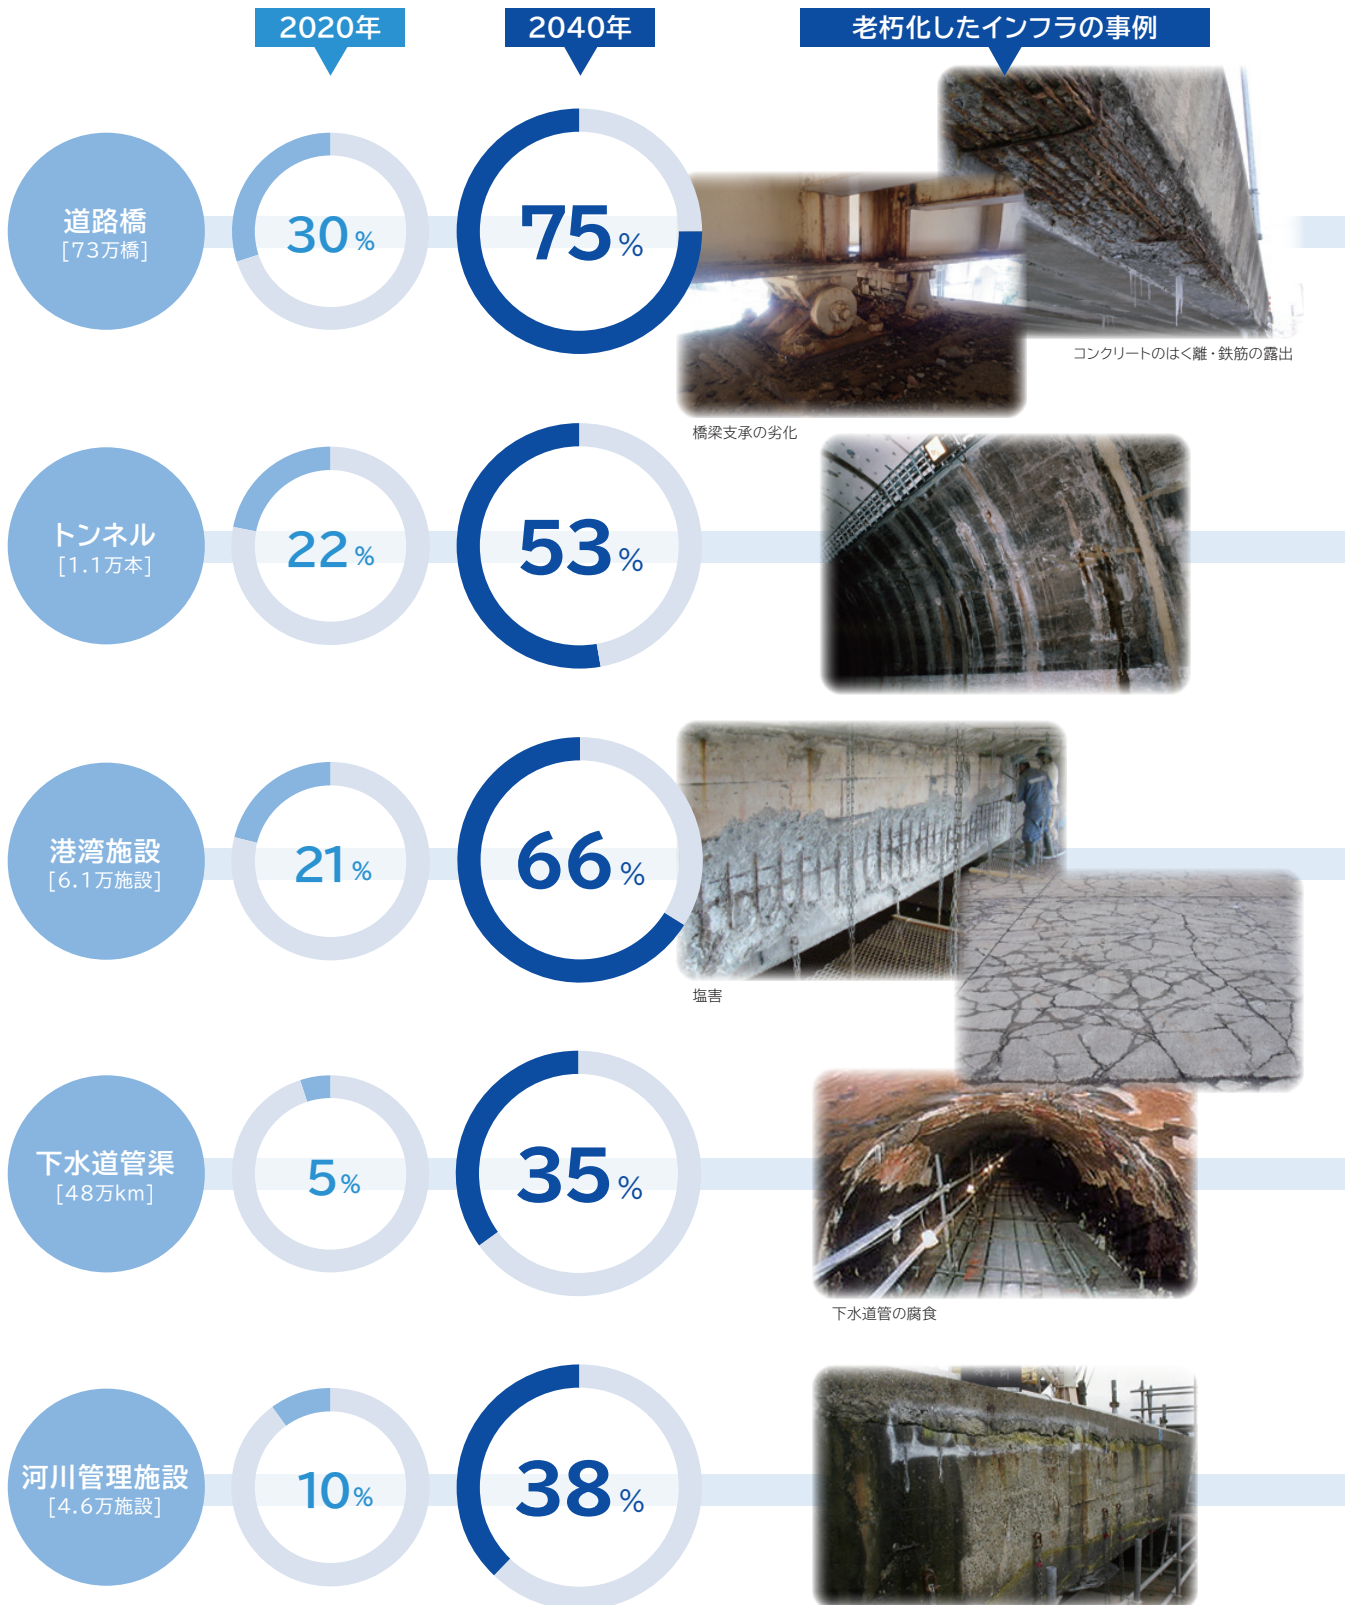 2020年
2040年
老朽化したインフラの事例
道路橋
[73万橋]
30%
75%
コンクリートのはく離・鉄筋の露出
橋梁支承の劣化
トンネル
[1.1万本]
22%
53%
港湾施設
[6.1万施設]
21%
66%
塩害
下水道管渠
[48万km]
5%
35%
下水道管の腐食
河川管理施設
[4.6万施設]
10%
38%